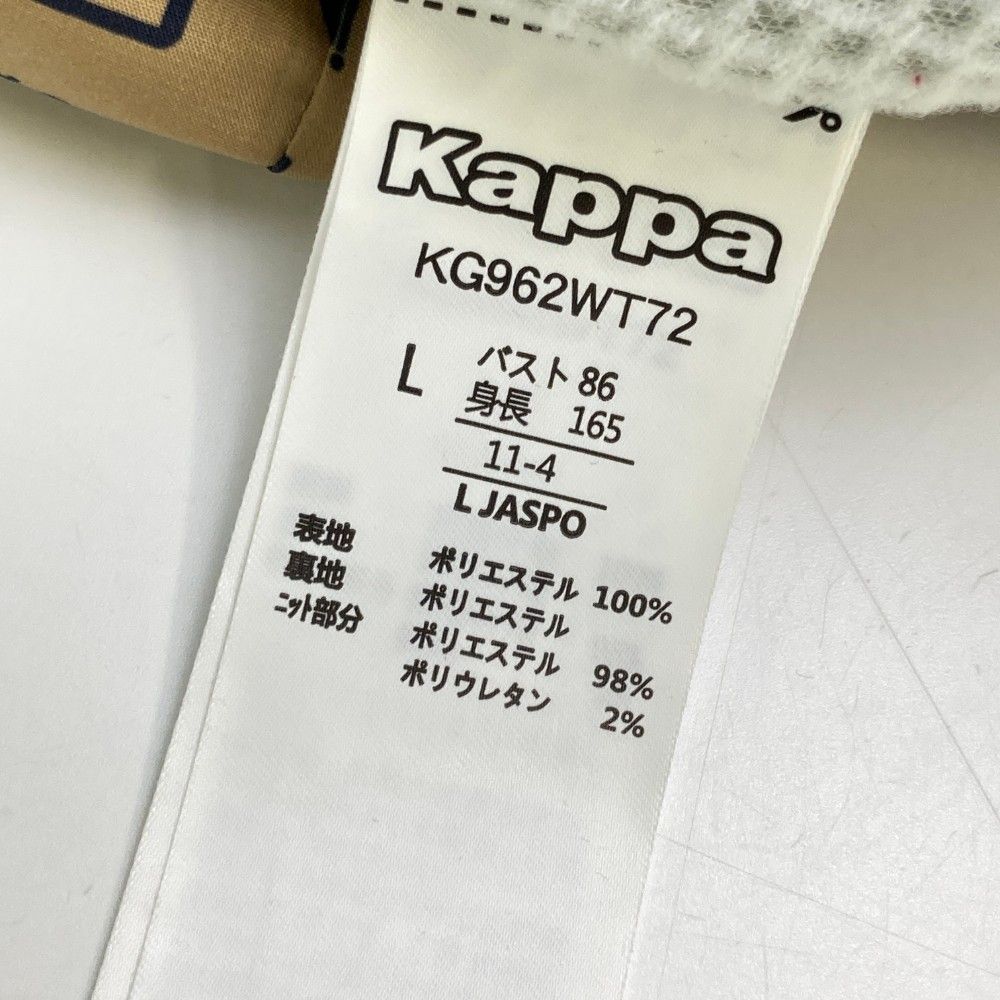 Kappa
KG962WT72
L
バスト 86
身長 165
11-4
L JASPO
表地 ポリエステル 100%
裏地 ポリエステル
ニット部分 ポリエステル 98%
ポリウレタン 2%